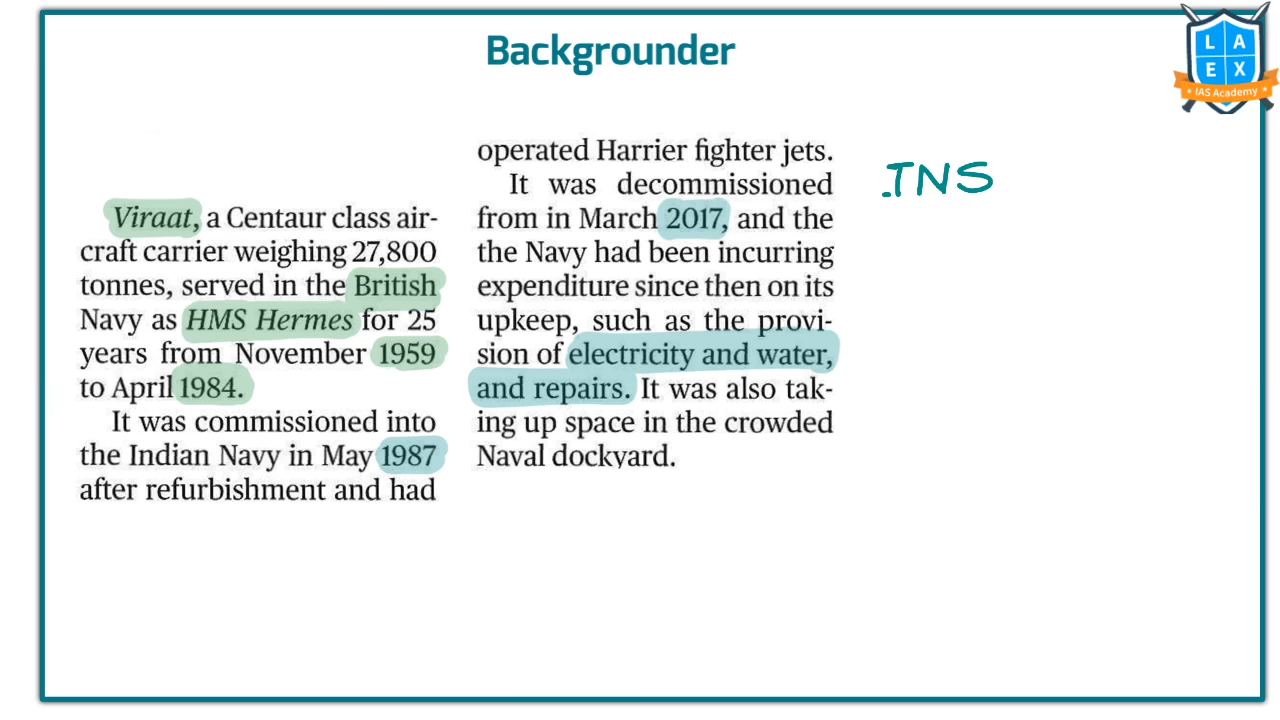 Backgrounder
L A
E X
IAS Academy
Viraat, a Centaur class air-
craft carrier weighing 27,800
tonnes, served in the British
Navy as HMS Hermes for 25
years from November 1959
to April 1984.
It was commissioned into
the Indian Navy in May 1987
after refurbishment and had
operated Harrier fighter jets.
It was decommissioned
from in March 2017, and the
the Navy had been incurring
expenditure since then on its
upkeep, such as the provi-
sion of electricity and water,
and repairs. It was also tak-
ing up space in the crowded
Naval dockyard.
INS